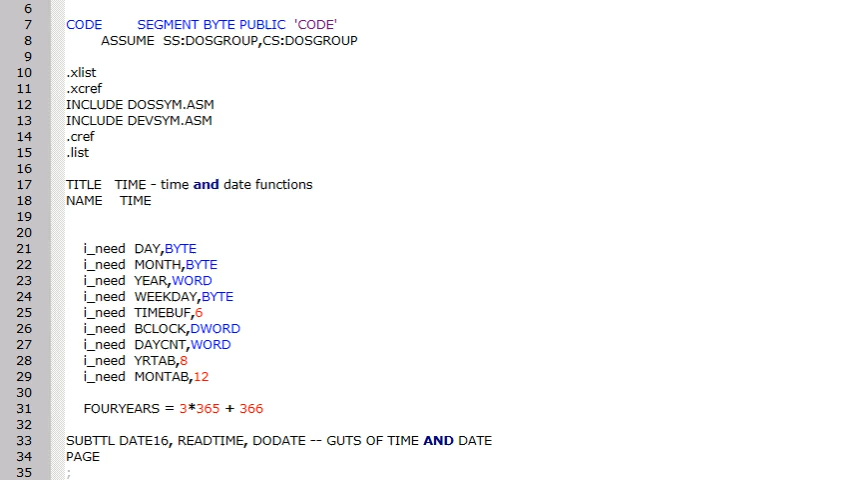 6
7 CODE SEGMENT BYTE PUBLIC 'CODE'
8 ASSUME SS:DOSGROUP,CS:DOSGROUP
9
10 .xlist
11 .xcref
12 INCLUDE DOSSYM.ASM
13 INCLUDE DEVSYM.ASM
14 .cref
15 .list
16
17 TITLE TIME - time and date functions
18 NAME TIME
19
20
21 i_need DAY,BYTE
22 i_need MONTH,BYTE
23 i_need YEAR,WORD
24 i_need WEEKDAY,BYTE
25 i_need TIMEBUF,6
26 i_need BCLOCK,DWORD
27 i_need DAYCNT,WORD
28 i_need YRTAB,8
29 i_need MONTAB,12
30
31 FOURYEARS = 3*365 + 366
32
33 SUBTTL DATE16, READTIME, DODATE -- GUTS OF TIME AND DATE
34 PAGE
35 ;